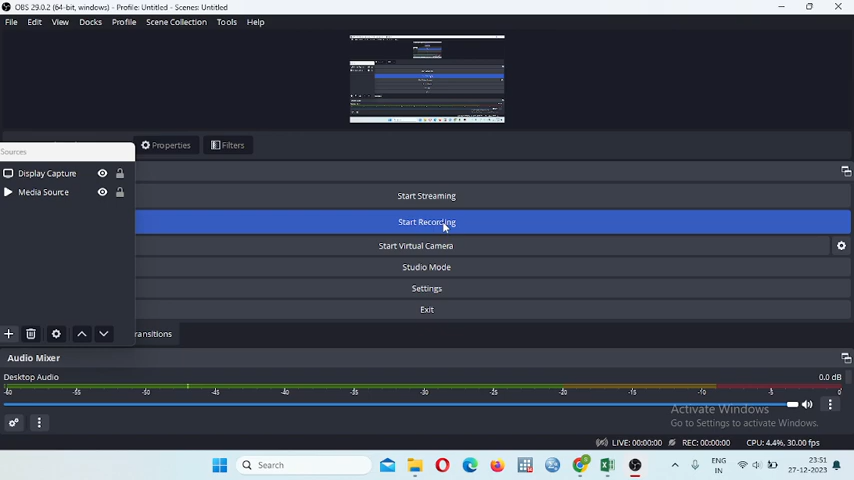 OBS 29.0.2 (64-bit, windows) - Profile: Untitled - Scenes: Untitled
File Edit View Docks Profile Scene Collection Tools Help
Properties Filters
Sources
Display Capture
Media Source
Start Streaming
Start Recording
Start Virtual Camera
Studio Mode
Settings
Exit
ransitions
Audio Mixer
Desktop Audio 0.0 dB
-60 -55 -50 -45 -40 -35 -30 -25 -20 -15 -10 -5 0
Activate Windows
Go to Settings to activate Windows.
LIVE: 00:00:00 REC: 00:00:00 CPU: 4.4%, 30.00 fps
Search
ENG
IN
23:51
27-12-2023